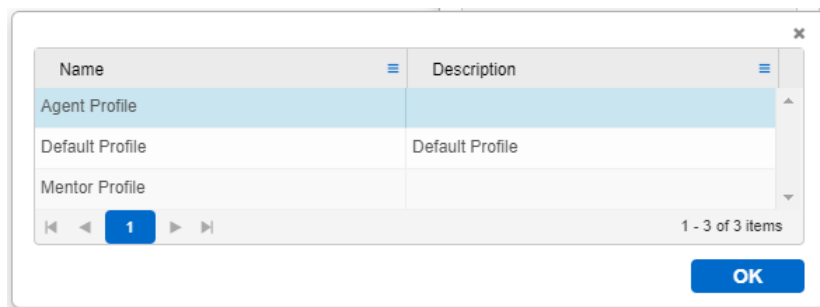 Name Description
Agent Profile
Default Profile Default Profile
Mentor Profile
1 1 - 3 of 3 items
OK